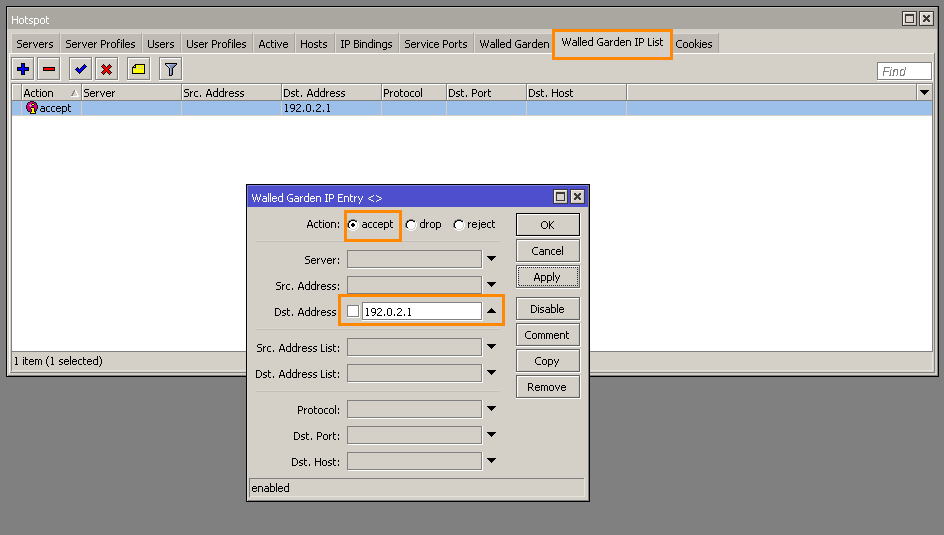 Hotspot
Servers Server Profiles Users User Profiles Active Hosts IP Bindings Service Ports Walled Garden Walled Garden IP List Cookies
Find
Action Server Src. Address Dst. Address Protocol Dst. Port Dst. Host
accept 192.0.2.1
1 item (1 selected)
Walled Garden IP Entry <>
Action: accept drop reject
Server:
Src. Address:
Dst. Address 192.0.2.1
Src. Address List:
Dst. Address List:
Protocol:
Dst. Port:
Dst. Host:
OK
Cancel
Apply
Disable
Comment
Copy
Remove
enabled